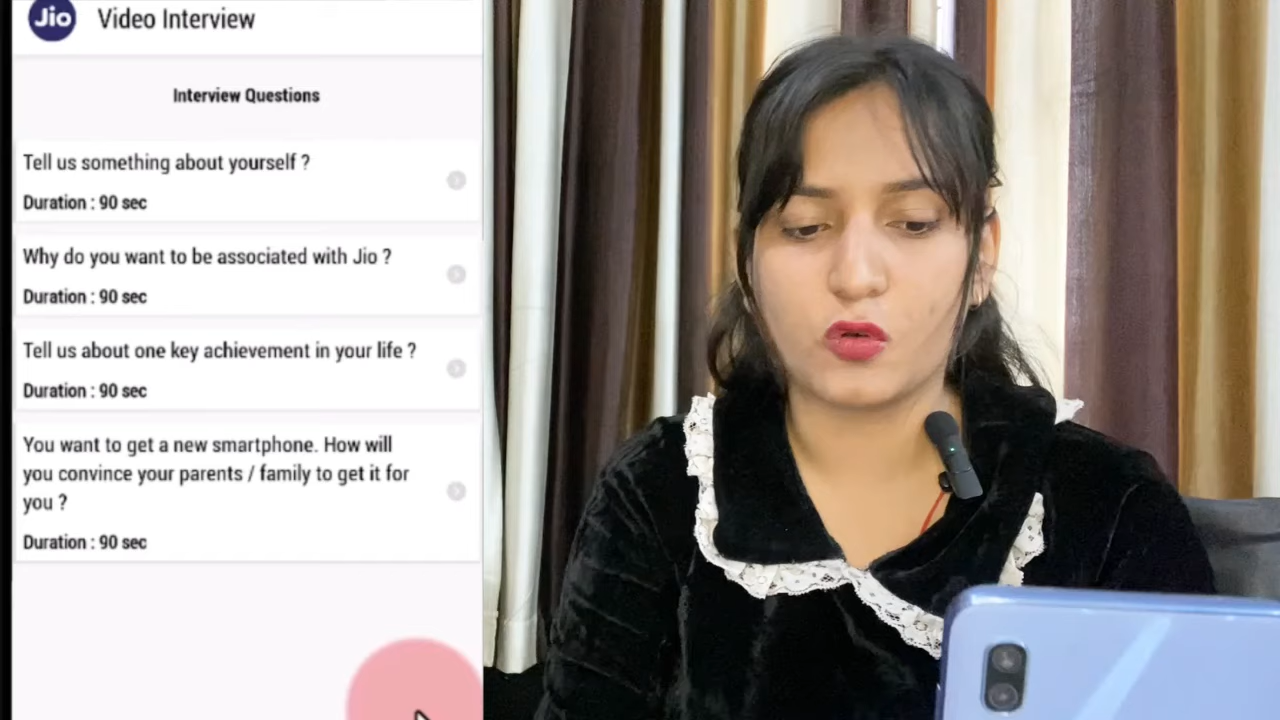 Jio Video Interview
Interview Questions
Tell us something about yourself ?
Duration : 90 sec
Why do you want to be associated with Jio ?
Duration : 90 sec
Tell us about one key achievement in your life ?
Duration : 90 sec
You want to get a new smartphone. How will
you convince your parents / family to get it for
you ?
Duration : 90 sec